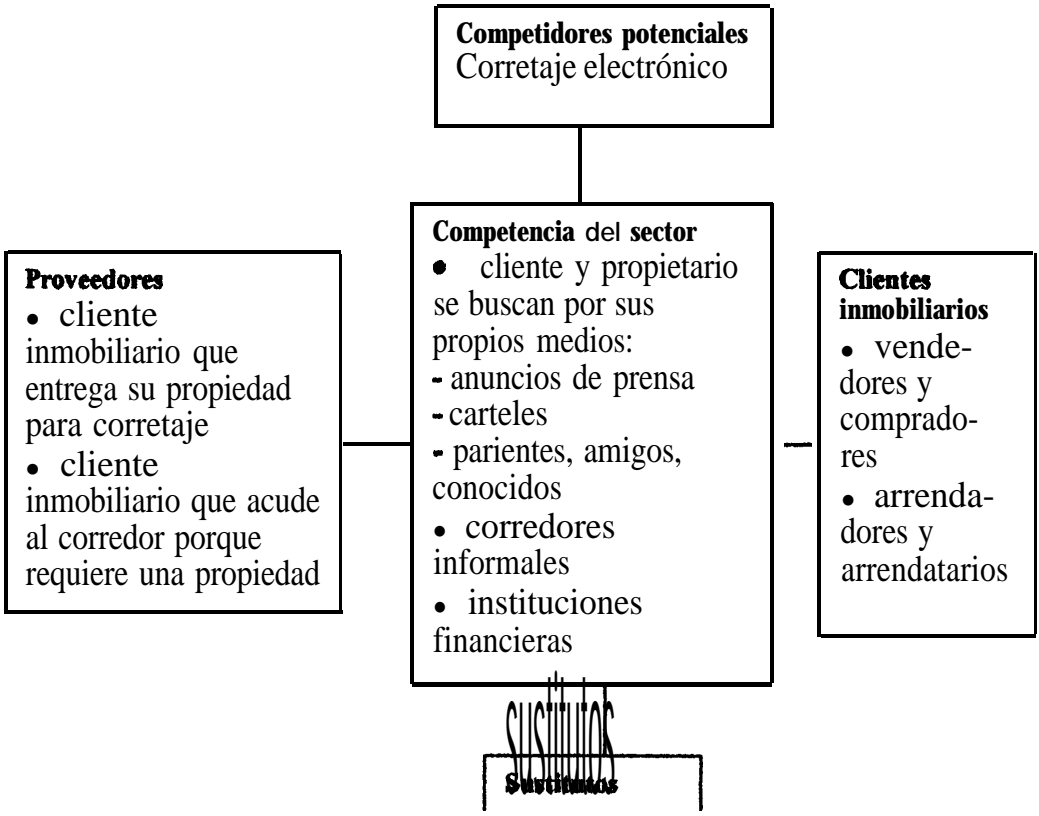 Competidores potenciales
Corretaje electrónico
Competencia del sector
• cliente y propietario
se buscan por sus
propios medios:
- anuncios de prensa
- carteles
- parientes, amigos,
conocidos
• corredores
informales
• instituciones
financieras
Proveedores
• cliente
inmobiliario que
entrega su propiedad
para corretaje
• cliente
inmobiliario que acude
al corredor porque
requiere una propiedad
Clientes
inmobiliarios
• vende-
dores y
comprado-
res
• arrenda-
dores y
arrendatarios
sustitutos
Sustitutos